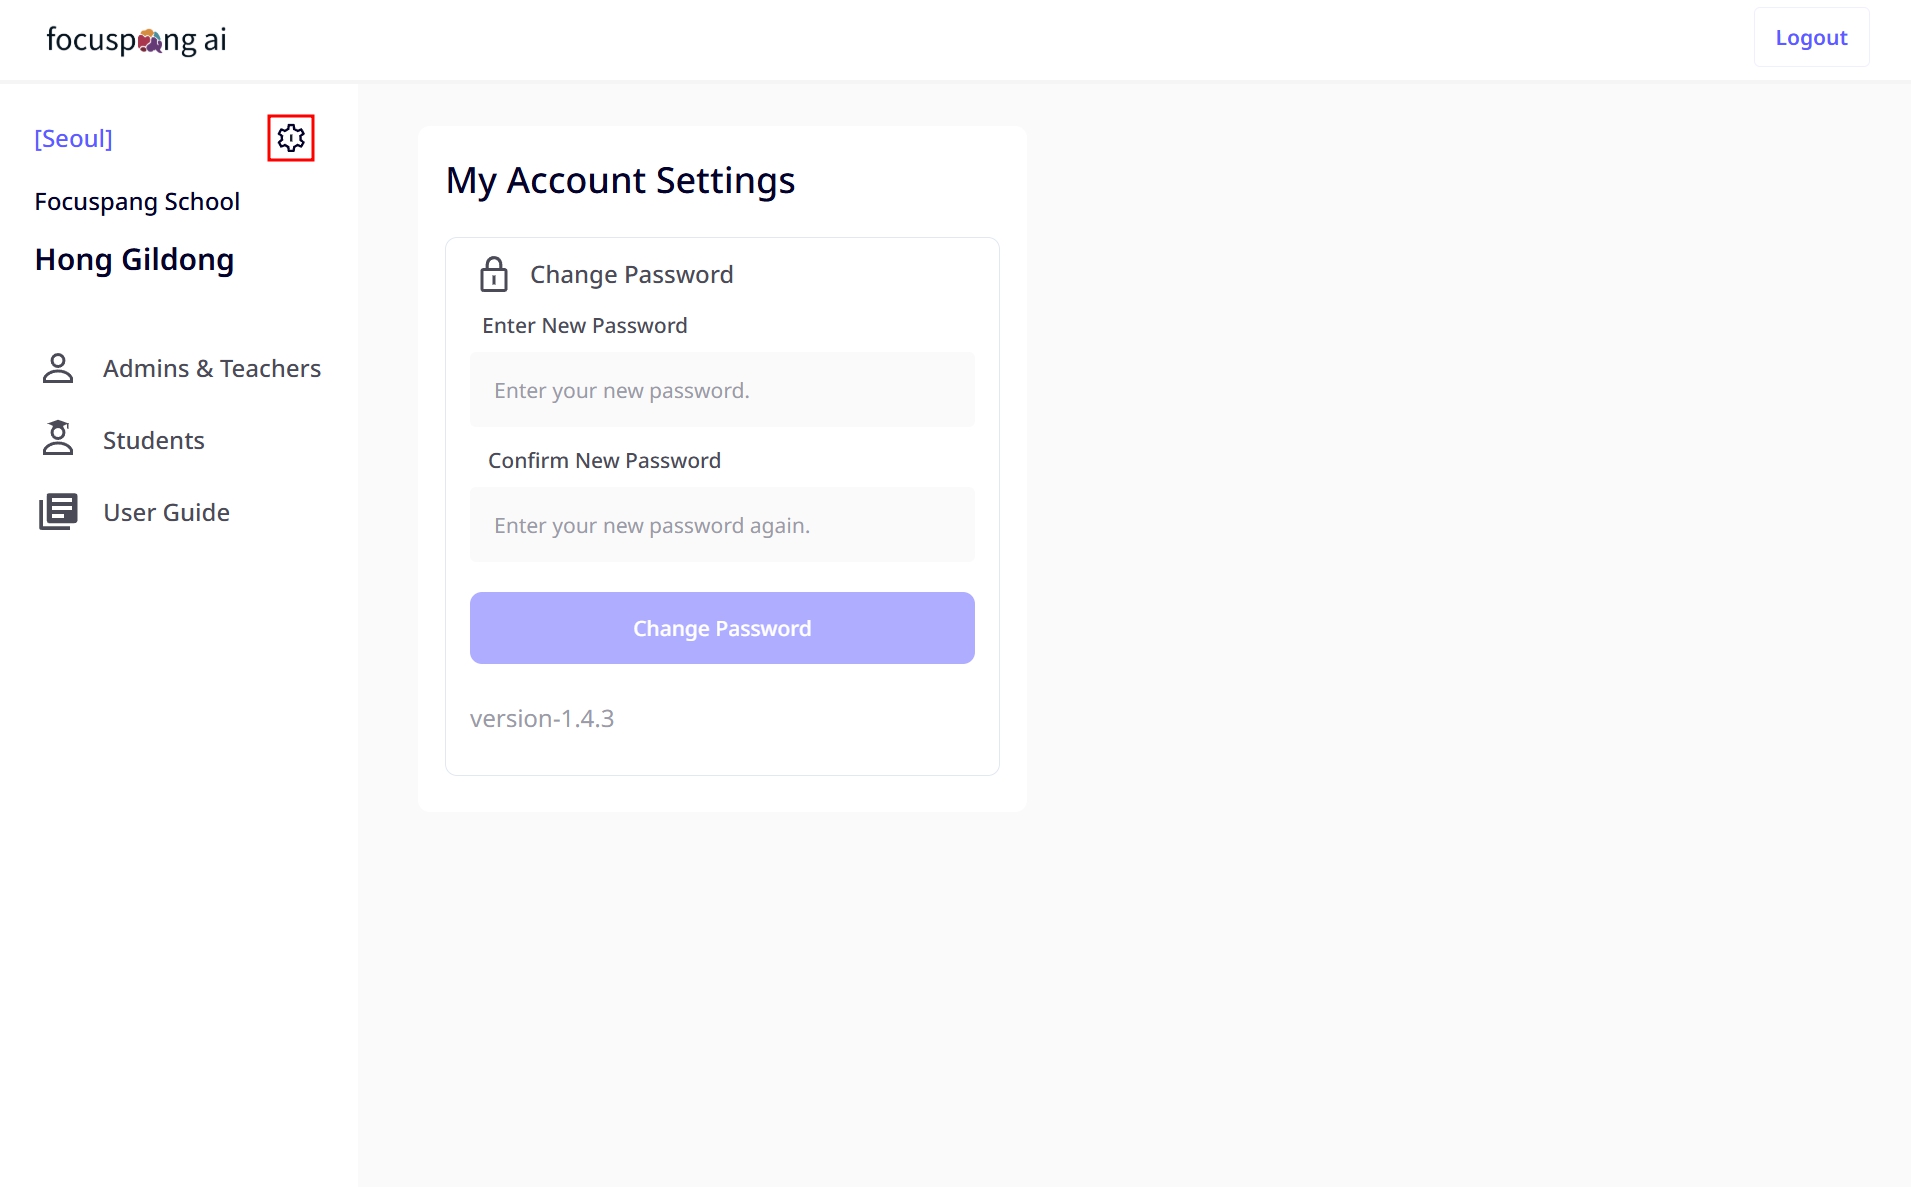 focuspang ai
Logout
[Seoul]
Focuspang School
Hong Gildong
Admins & Teachers
Students
User Guide
My Account Settings
Change Password
Enter New Password
Enter your new password.
Confirm New Password
Enter your new password again.
Change Password
version-1.4.3